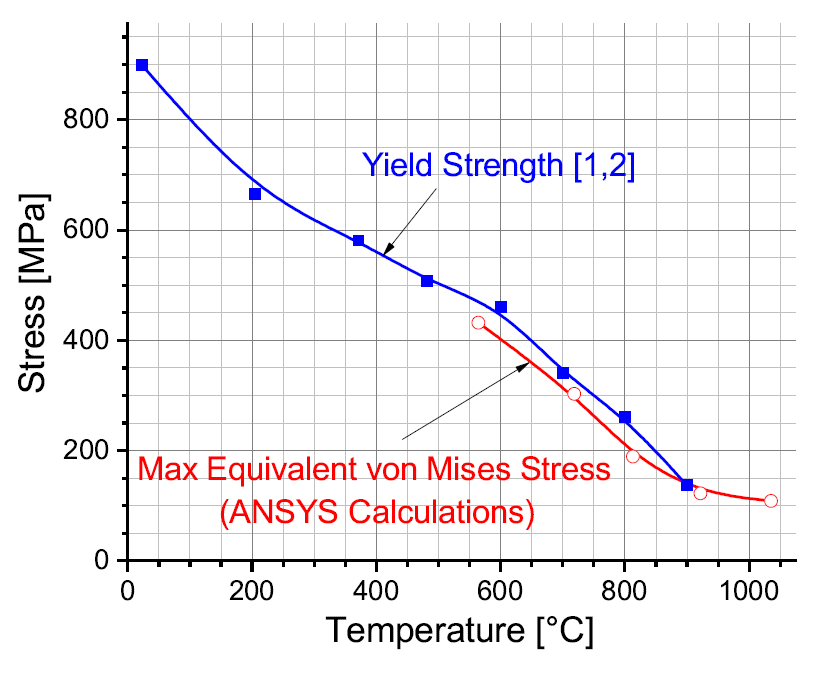 Stress [MPa]
800
600
400
200
0
Yield Strength [1,2]
Max Equivalent von Mises Stress
(ANSYS Calculations)
0 200 400 600 800 1000
Temperature [°C]